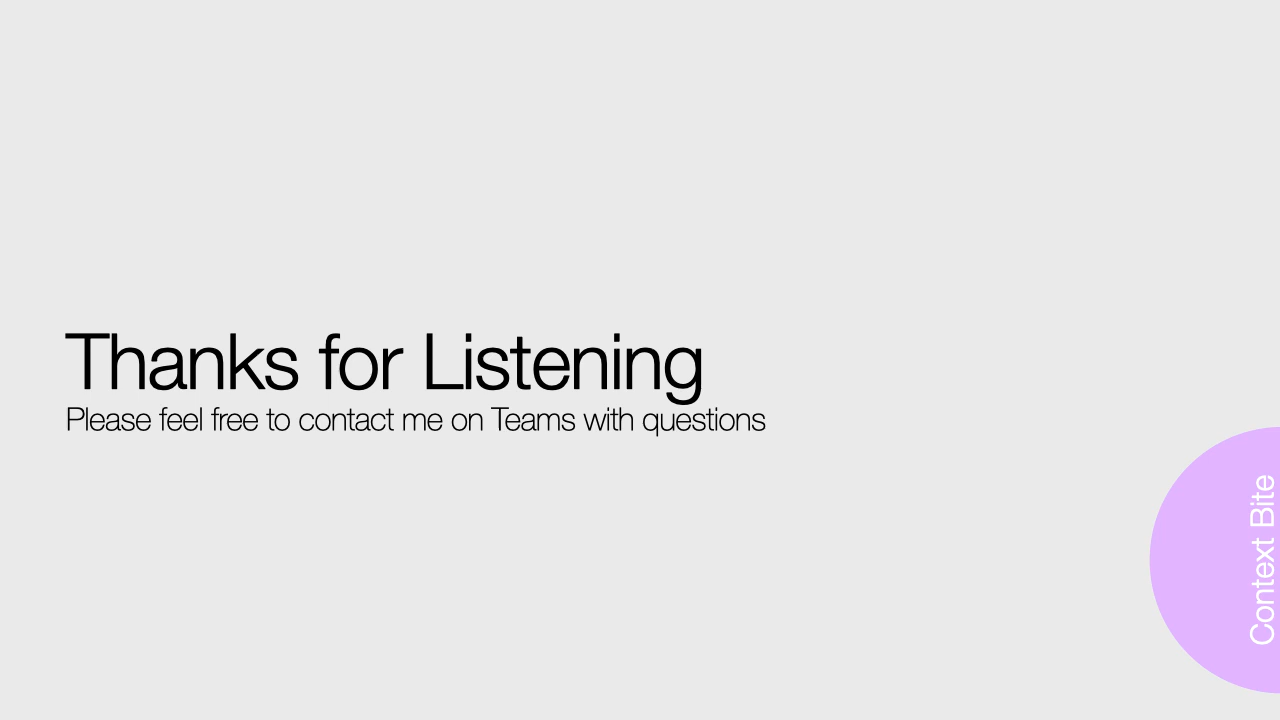 Thanks for Listening
Please feel free to contact me on Teams with questions
Context Bite